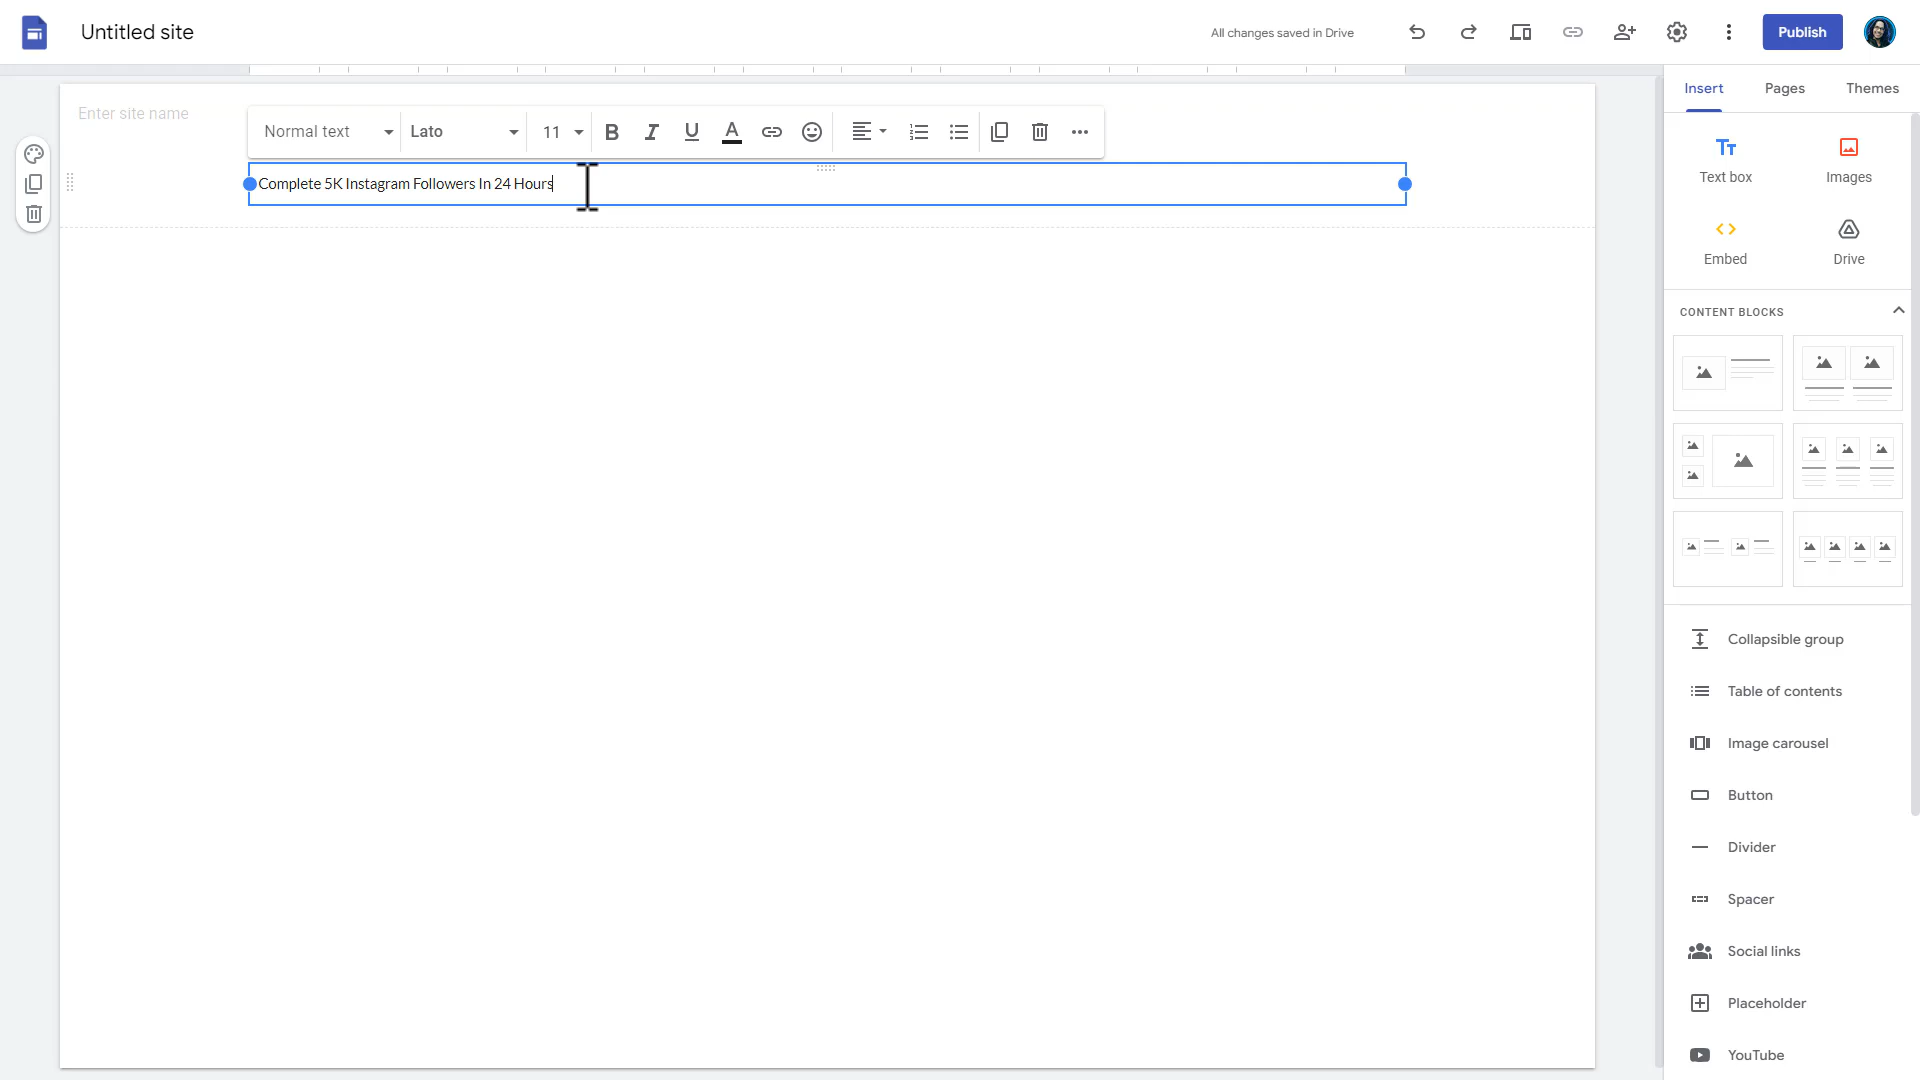 Untitled site
All changes saved in Drive
Publish
Insert
Pages
Themes
Enter site name
Normal text
Lato
11
Complete 5K Instagram Followers In 24 Hours
Text box
Images
Embed
Drive
CONTENT BLOCKS
Collapsible group
Table of contents
Image carousel
Button
Divider
Spacer
Social links
Placeholder
YouTube